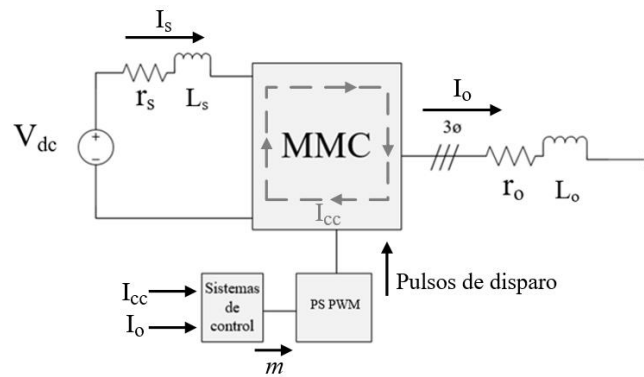 I_s
r_s
L_s
V_dc
+
−
MMC
I_cc
I_o
3ø
r_o
L_o
Pulsos de disparo
I_cc
I_o
Sistemas
de
control
m
PS PWM